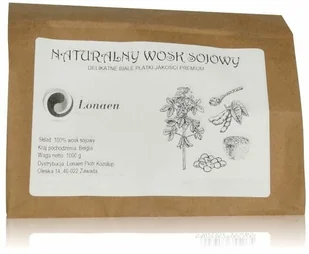 NATURALNY WOSK SOJOWY
DELIKATNE BIAŁE PŁATKI JAKOŚCI PREMIUM
Lonaen
Skład: 100% wosk sojowy
Kraj pochodzenia: Belgia
Waga netto: 1000 g
Dystrybucja: Lonaen Piotr